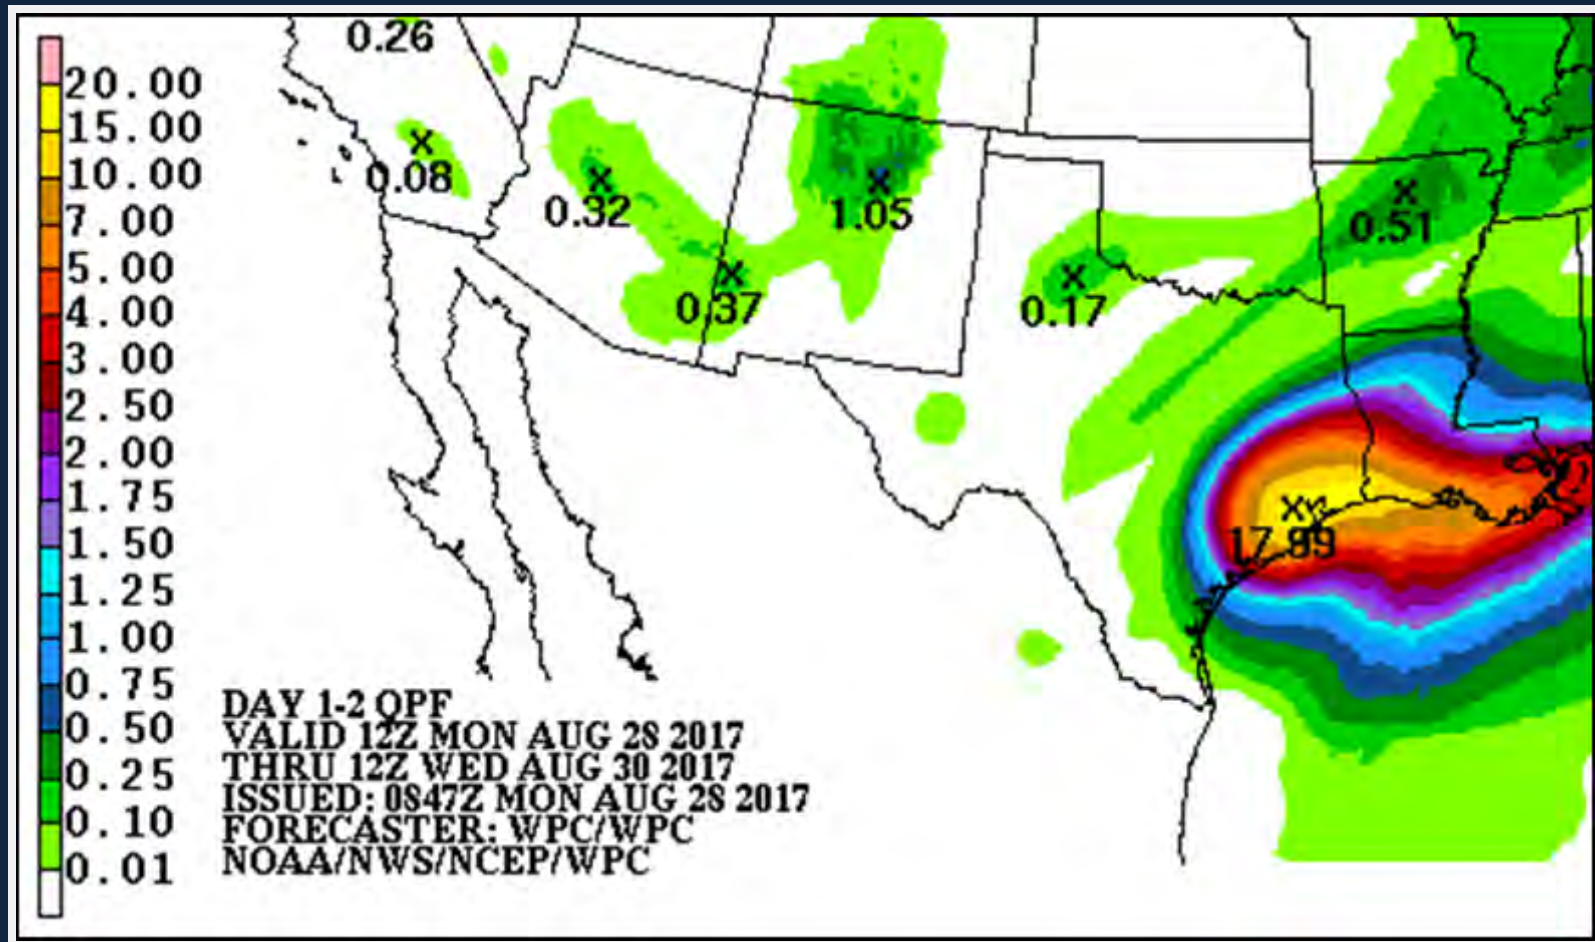 0.26
20.00
15.00
10.00
7.00
5.00
4.00
3.00
2.50
2.00
1.75
1.50
1.25
1.00
0.75
0.50
0.25
0.10
0.01
X
0.08
X
0.32
X
0.37
X
1.05
X
0.17
X
0.51
X
17.99
DAY 1-2 QPF
VALID 12Z MON AUG 28 2017
THRU 12Z WED AUG 30 2017
ISSUED: 0847Z MON AUG 28 2017
FORECASTER: WPC/WPC
NOAA/NWS/NCEP/WPC